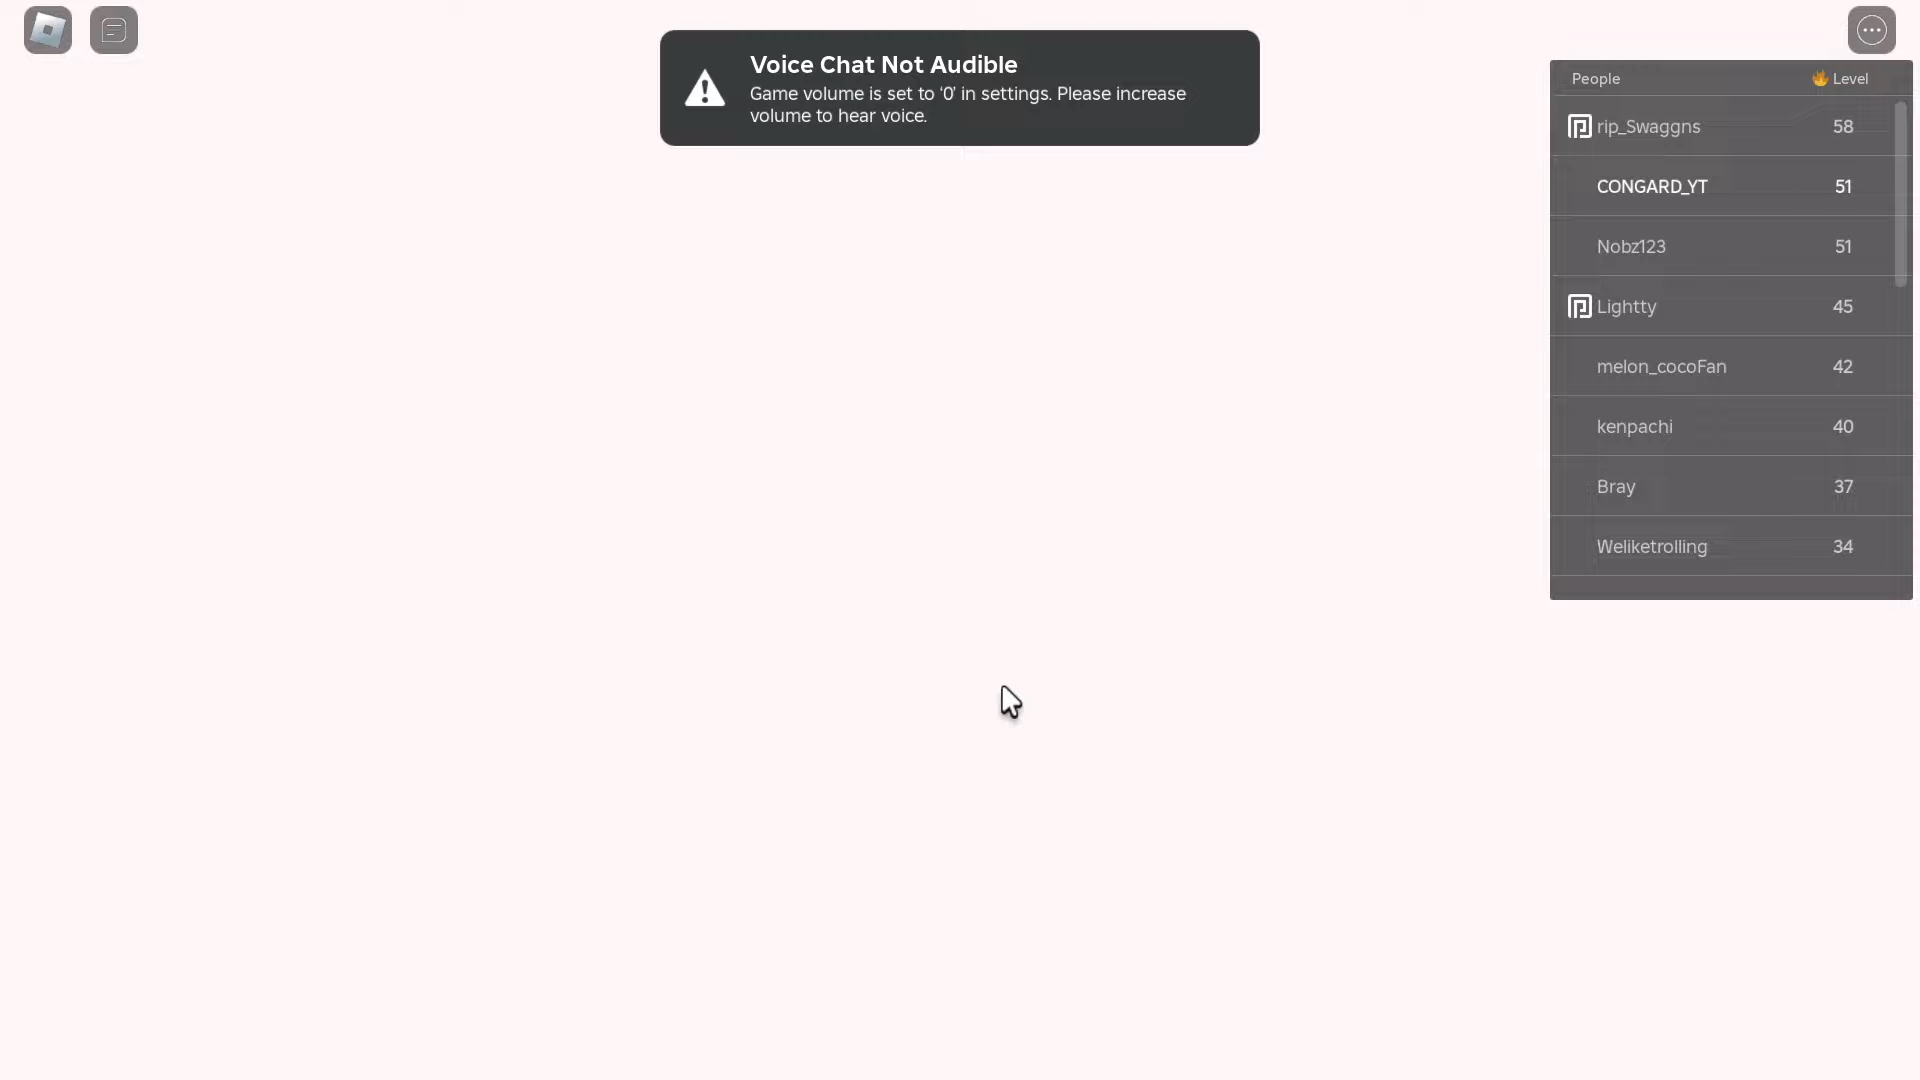 Voice Chat Not Audible
Game volume is set to ‘0’ in settings. Please increase
volume to hear voice.
People Level
rip_Swaggns 58
CONGARD_YT 51
Nobz123 51
Lightty 45
melon_cocoFan 42
kenpachi 40
Bray 37
Weliketrolling 34